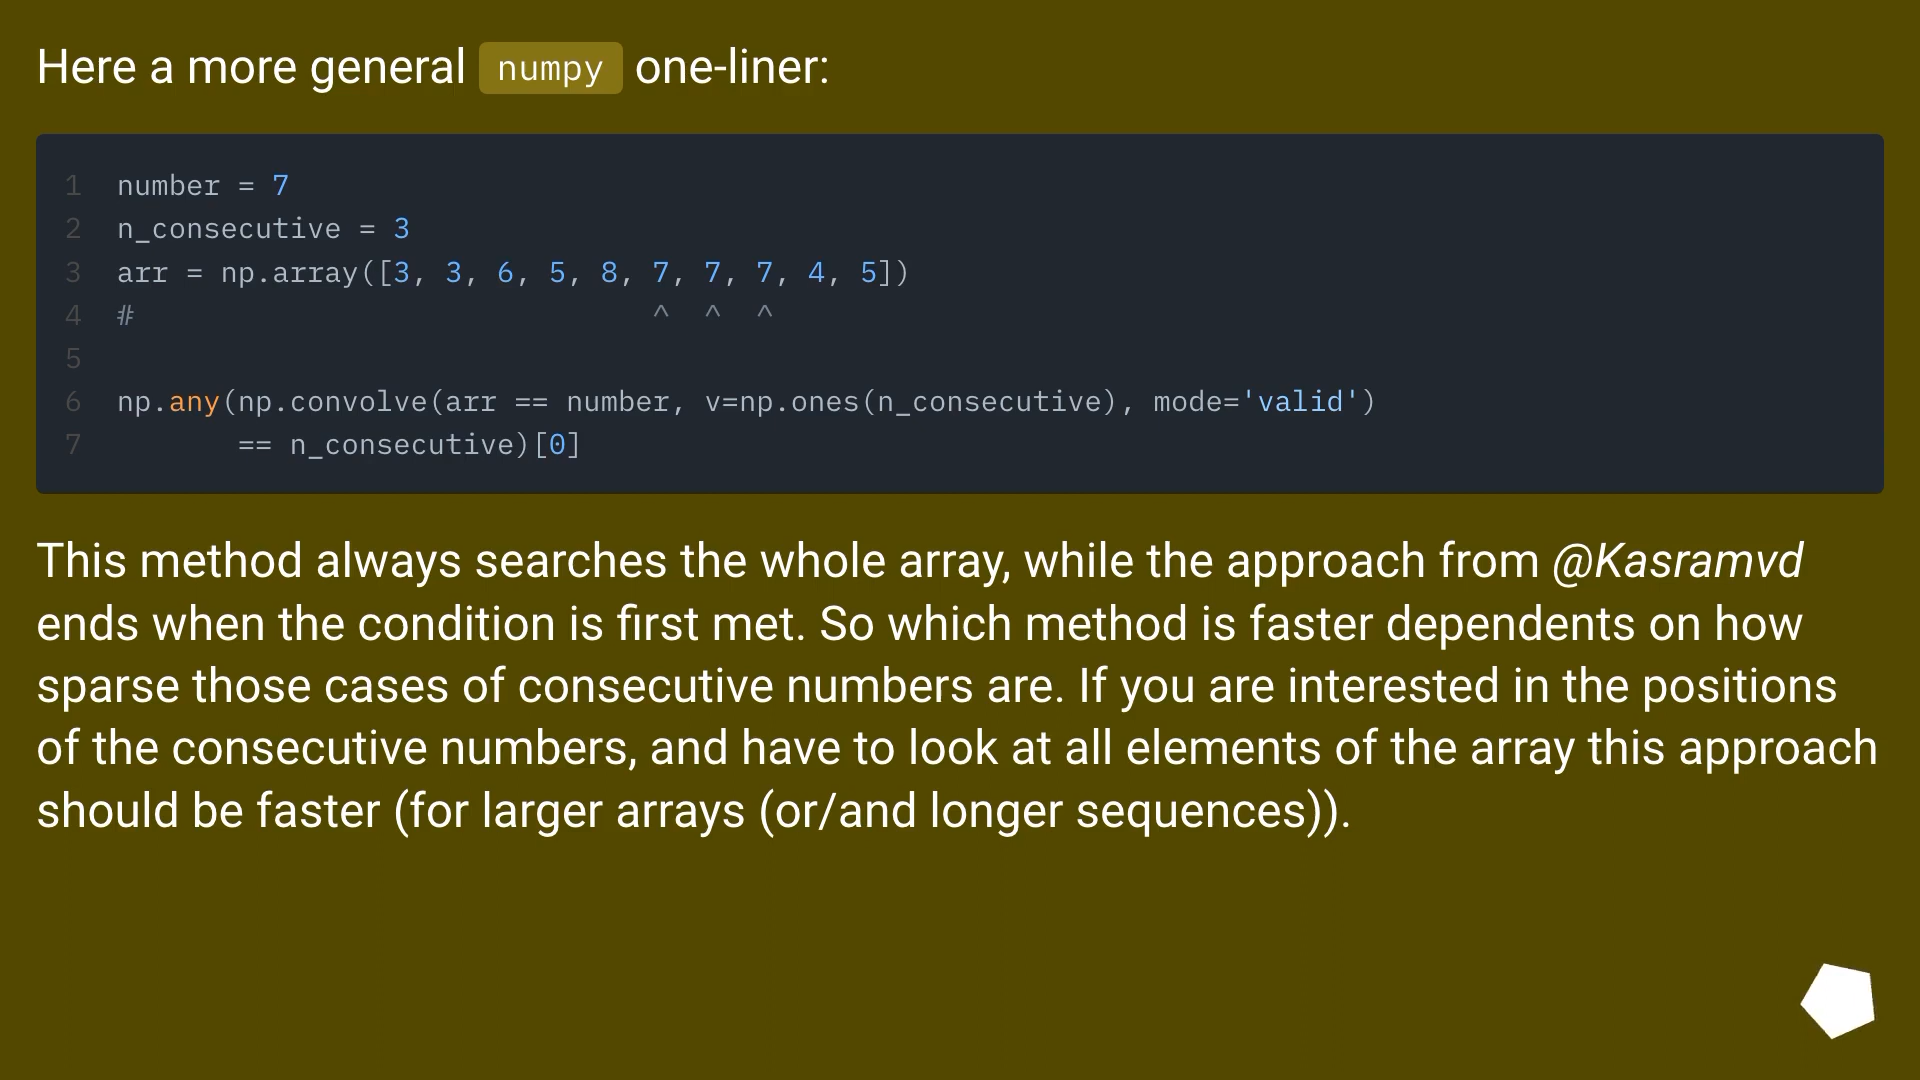 Here a more general numpy one-liner:
1 number = 7
2 n_consecutive = 3
3 arr = np.array([3, 3, 6, 5, 8, 7, 7, 7, 4, 5])
4 #                               ^  ^  ^
5
6 np.any(np.convolve(arr == number, v=np.ones(n_consecutive), mode='valid')
7        == n_consecutive)[0]
This method always searches the whole array, while the approach from @Kasramvd
ends when the condition is first met. So which method is faster dependents on how
sparse those cases of consecutive numbers are. If you are interested in the positions
of the consecutive numbers, and have to look at all elements of the array this approach
should be faster (for larger arrays (or/and longer sequences)).